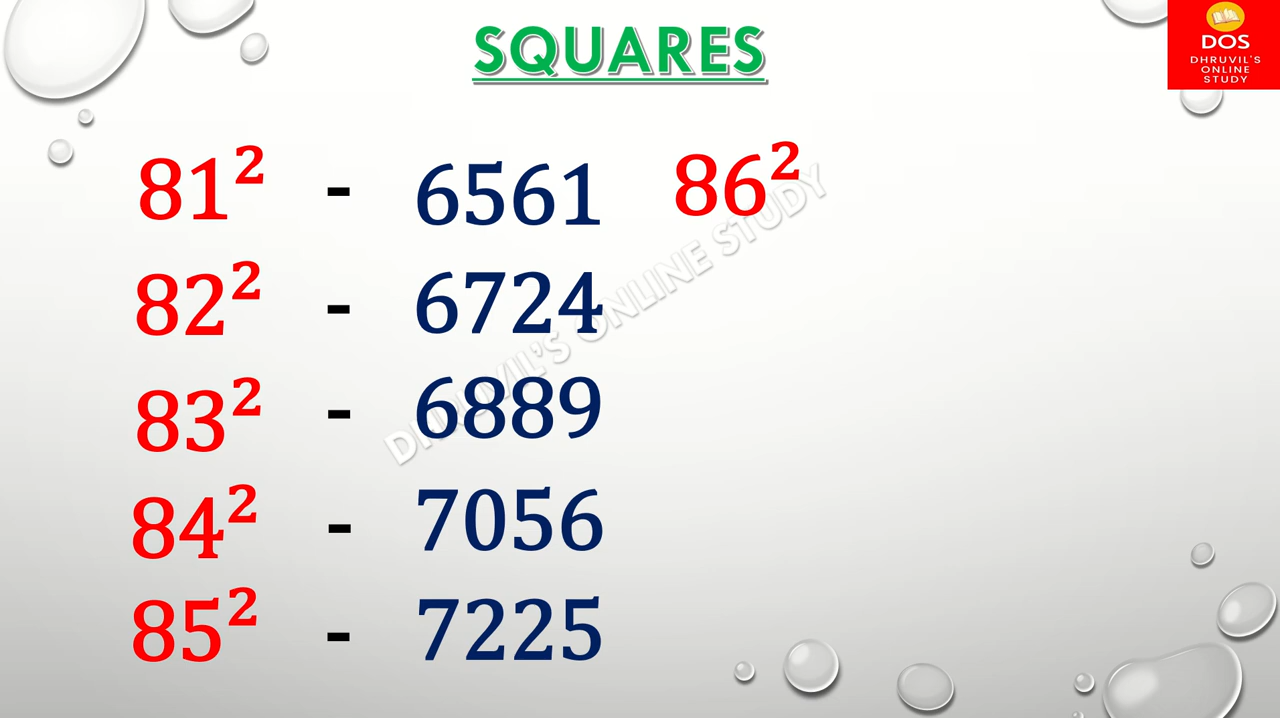 SQUARES
DOS
DHRUVIL'S
ONLINE
STUDY
81² - 6561 86²
82² - 6724
83² - 6889
84² - 7056
85² - 7225
DHRUVIL'S ONLINE STUDY